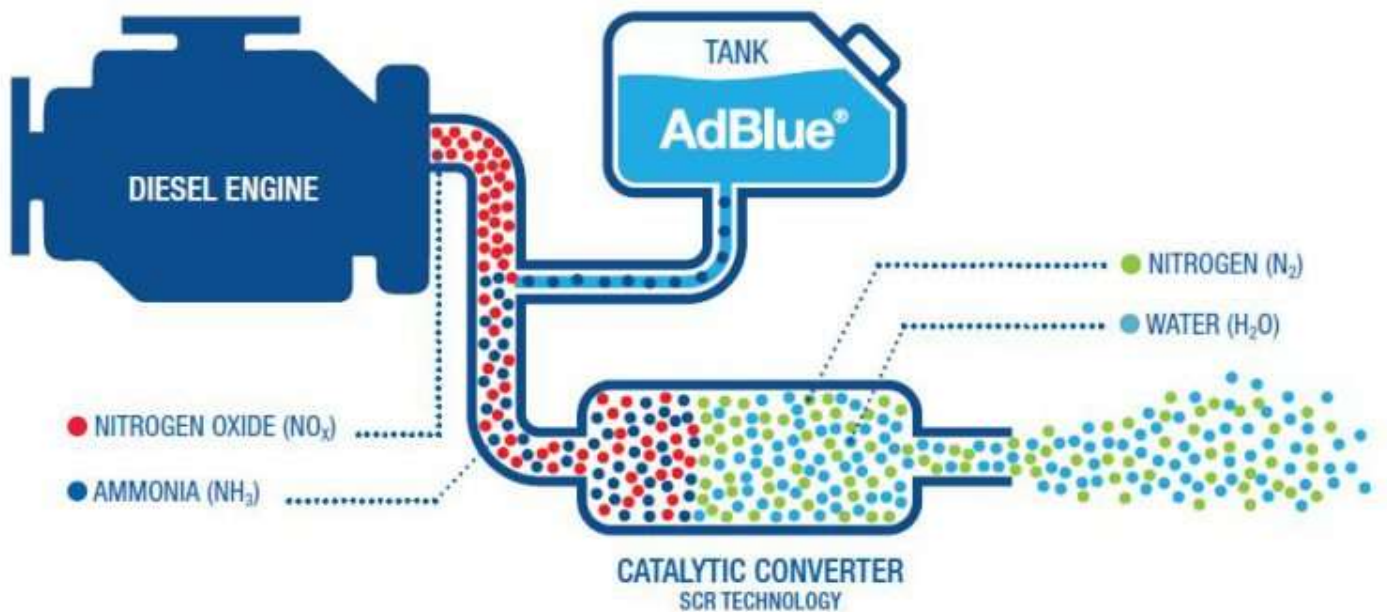 TANK
AdBlue®
DIESEL ENGINE
NITROGEN (N₂)
WATER (H₂O)
NITROGEN OXIDE (NOₓ)
AMMONIA (NH₃)
CATALYTIC CONVERTER
SCR TECHNOLOGY